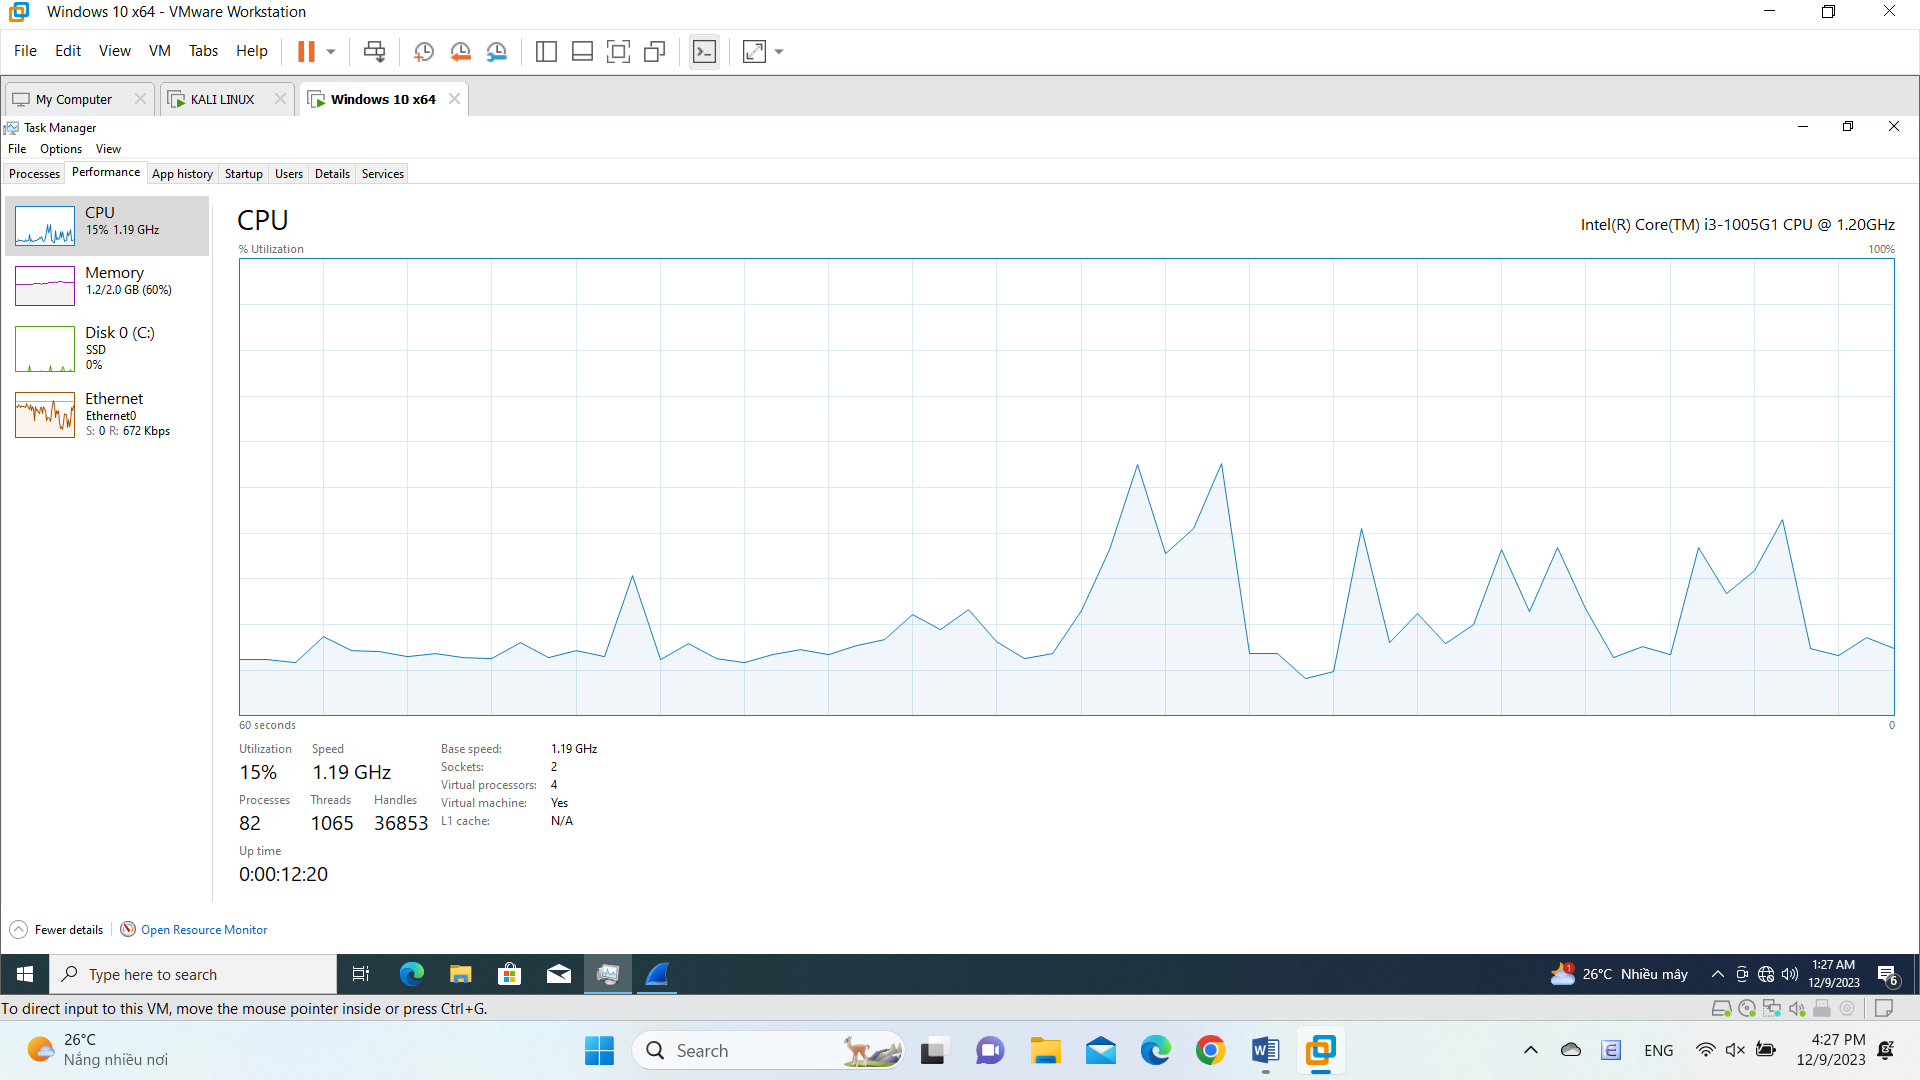 Windows 10 x64 - VMware Workstation
File Edit View VM Tabs Help
My Computer KALI LINUX Windows 10 x64
Task Manager
File Options View
Processes Performance App history Startup Users Details Services
CPU
15% 1.19 GHz
Memory
1.2/2.0 GB (60%)
Disk 0 (C:)
SSD
0%
Ethernet
Ethernet0
S: 0 R: 672 Kbps
CPU
Intel(R) Core(TM) i3-1005G1 CPU @ 1.20GHz
% Utilization 100%
60 seconds 0
Utilization Speed
15% 1.19 GHz
Processes Threads Handles
82 1065 36853
Up time
0:00:12:20
Base speed: 1.19 GHz
Sockets: 2
Virtual processors: 4
Virtual machine: Yes
L1 cache: N/A
Fewer details Open Resource Monitor
Type here to search
1
26°C Nhiều mây
1:27 AM
12/9/2023
6
To direct input to this VM, move the mouse pointer inside or press Ctrl+G.
26°C
Nắng nhiều nơi
Search
ENG
4:27 PM
12/9/2023